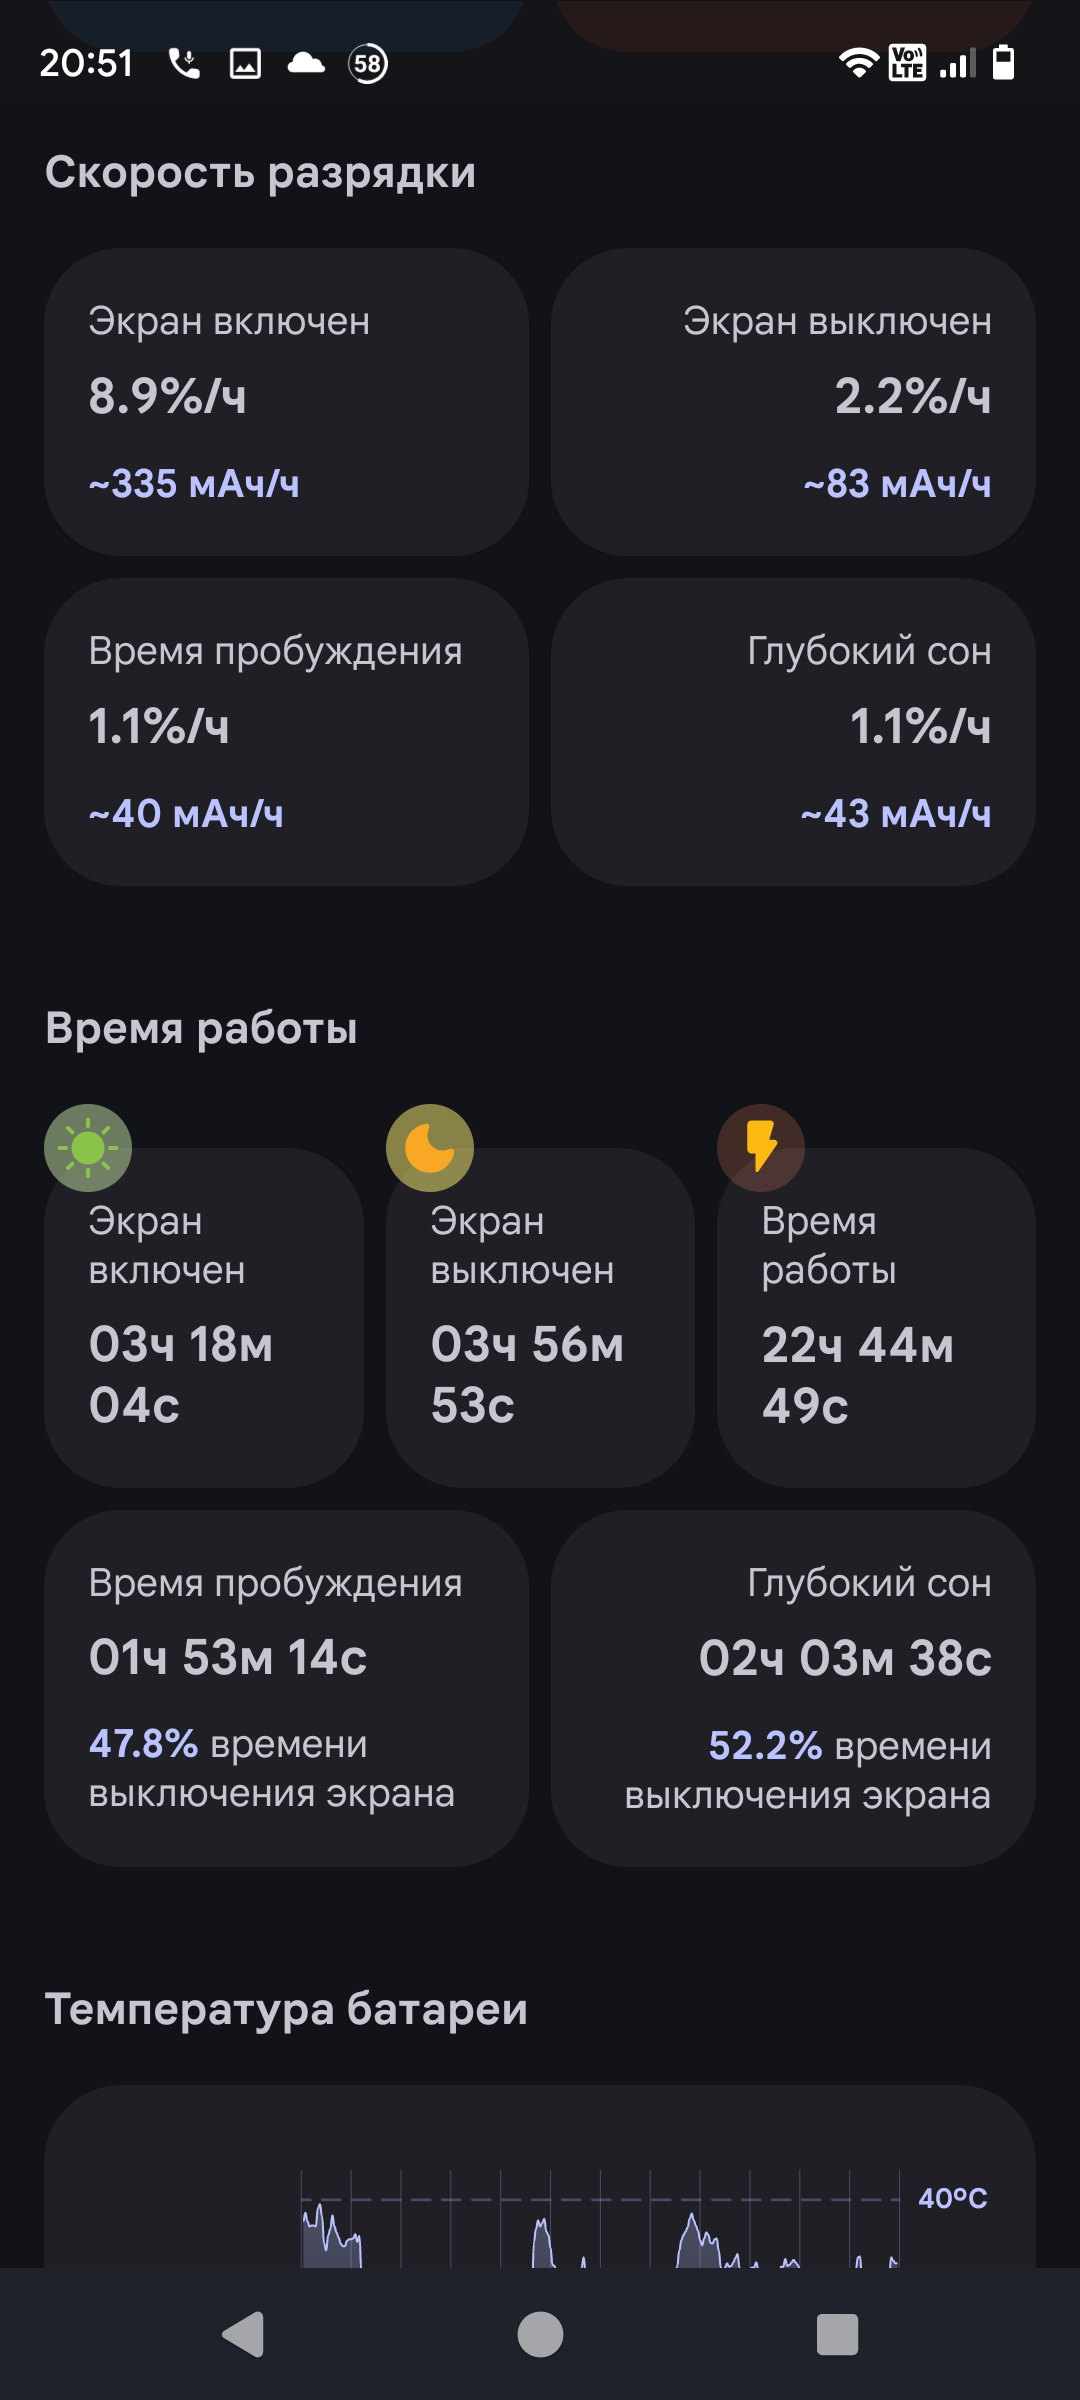 20:51 58 Vo LTE
Скорость разрядки
Экран включен
8.9%/ч
~335 мАч/ч
Экран выключен
2.2%/ч
~83 мАч/ч
Время пробуждения
1.1%/ч
~40 мАч/ч
Глубокий сон
1.1%/ч
~43 мАч/ч
Время работы
Экран
включен
03ч 18м
04с
Экран
выключен
03ч 56м
53с
Время
работы
22ч 44м
49с
Время пробуждения
01ч 53м 14с
47.8% времени
выключения экрана
Глубокий сон
02ч 03м 38с
52.2% времени
выключения экрана
Температура батареи
40°C